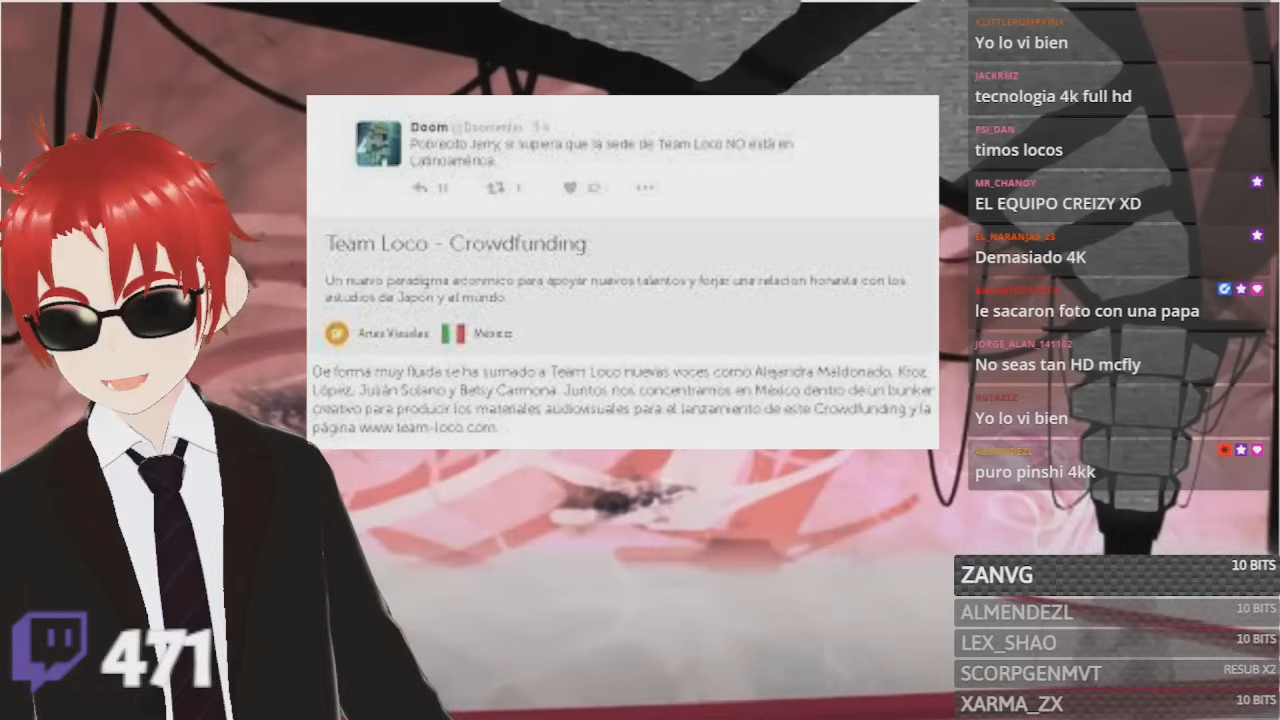 Doom
Pobrecito Jerry, si supiera que la sede de Team Loco NO está en
Latinoamérica.
Team Loco - Crowdfunding
Un nuevo paradigma económico para apoyar nuevos talentos y forjar una relación honesta con los
estudios de Japón y el mundo.
Artes Visuales
México
De forma muy fluida se ha sumado a Team Loco nuevas voces como Alejandra Maldonado, Kroz
López, Julián Solano y Betsy Carmona. Juntos nos concentramos en México dentro de un bunker
creativo para producir los materiales audiovisuales para el lanzamiento de este Crowdfunding y la
página www.team-loco.com.
XLITTLEPUMPKINX
Yo lo vi bien
JACKRMZ
tecnologia 4k full hd
PSI_DAN
timos locos
MR_CHANOY
EL EQUIPO CREIZY XD
EL_NARANJAS_23
Demasiado 4K
le sacaron foto con una papa
JORGE_ALAN_141102
No seas tan HD mcfly
Yo lo vi bien
ALMENDEZL
puro pinshi 4kk
ZANVG 10 BITS
ALMENDEZL 10 BITS
LEX_SHAO 10 BITS
SCORPGENMVT RESUB X2
XARMA_ZX 10 BITS
471